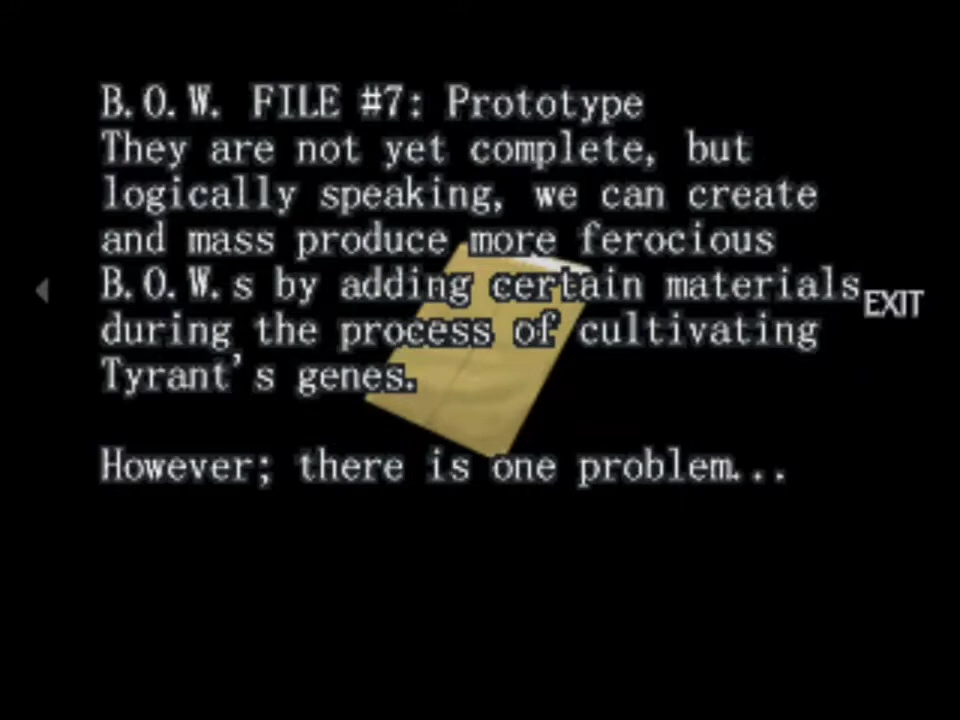 B.O.W. FILE #7: Prototype
They are not yet complete, but
logically speaking, we can create
and mass produce more ferocious
B.O.W.s by adding certain materials
during the process of cultivating
Tyrant's genes.
However; there is one problem...
EXIT